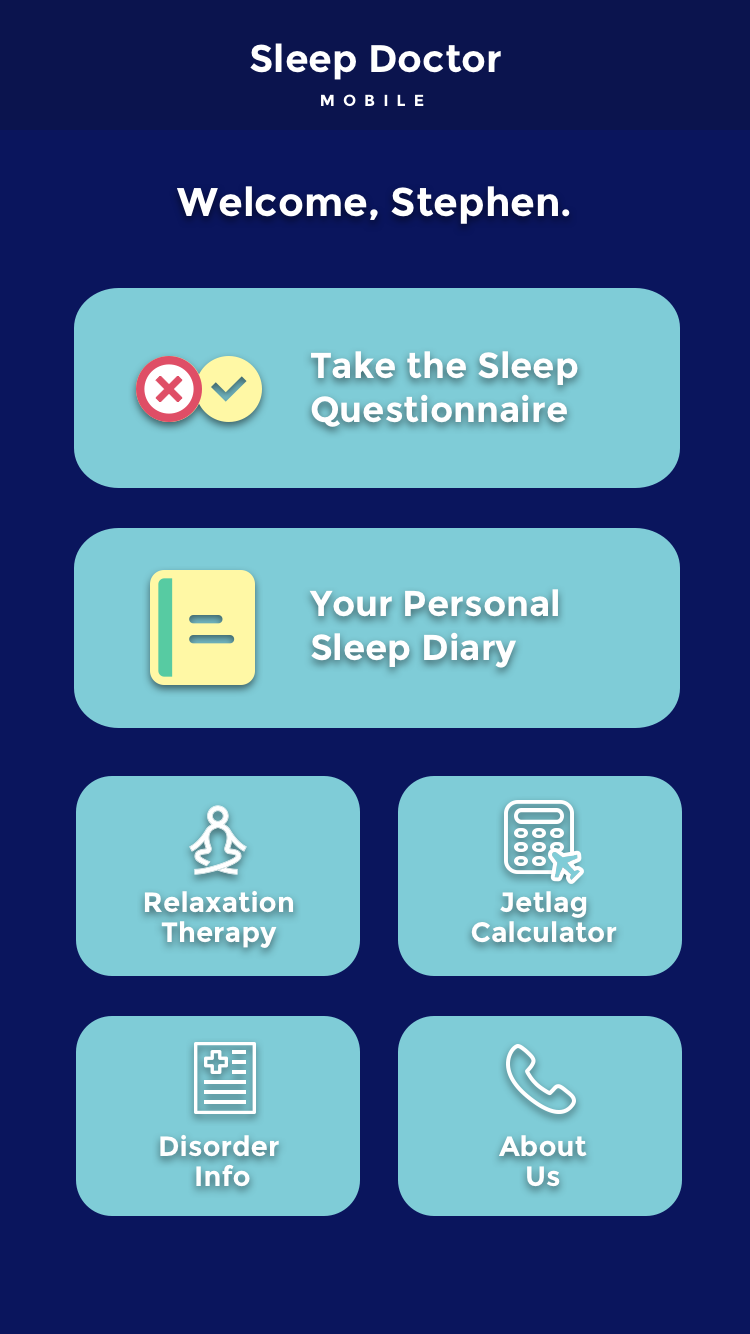 Sleep Doctor
MOBILE
Welcome, Stephen.
Take the Sleep
Questionnaire
Your Personal
Sleep Diary
Relaxation
Therapy
Jetlag
Calculator
Disorder
Info
About
Us